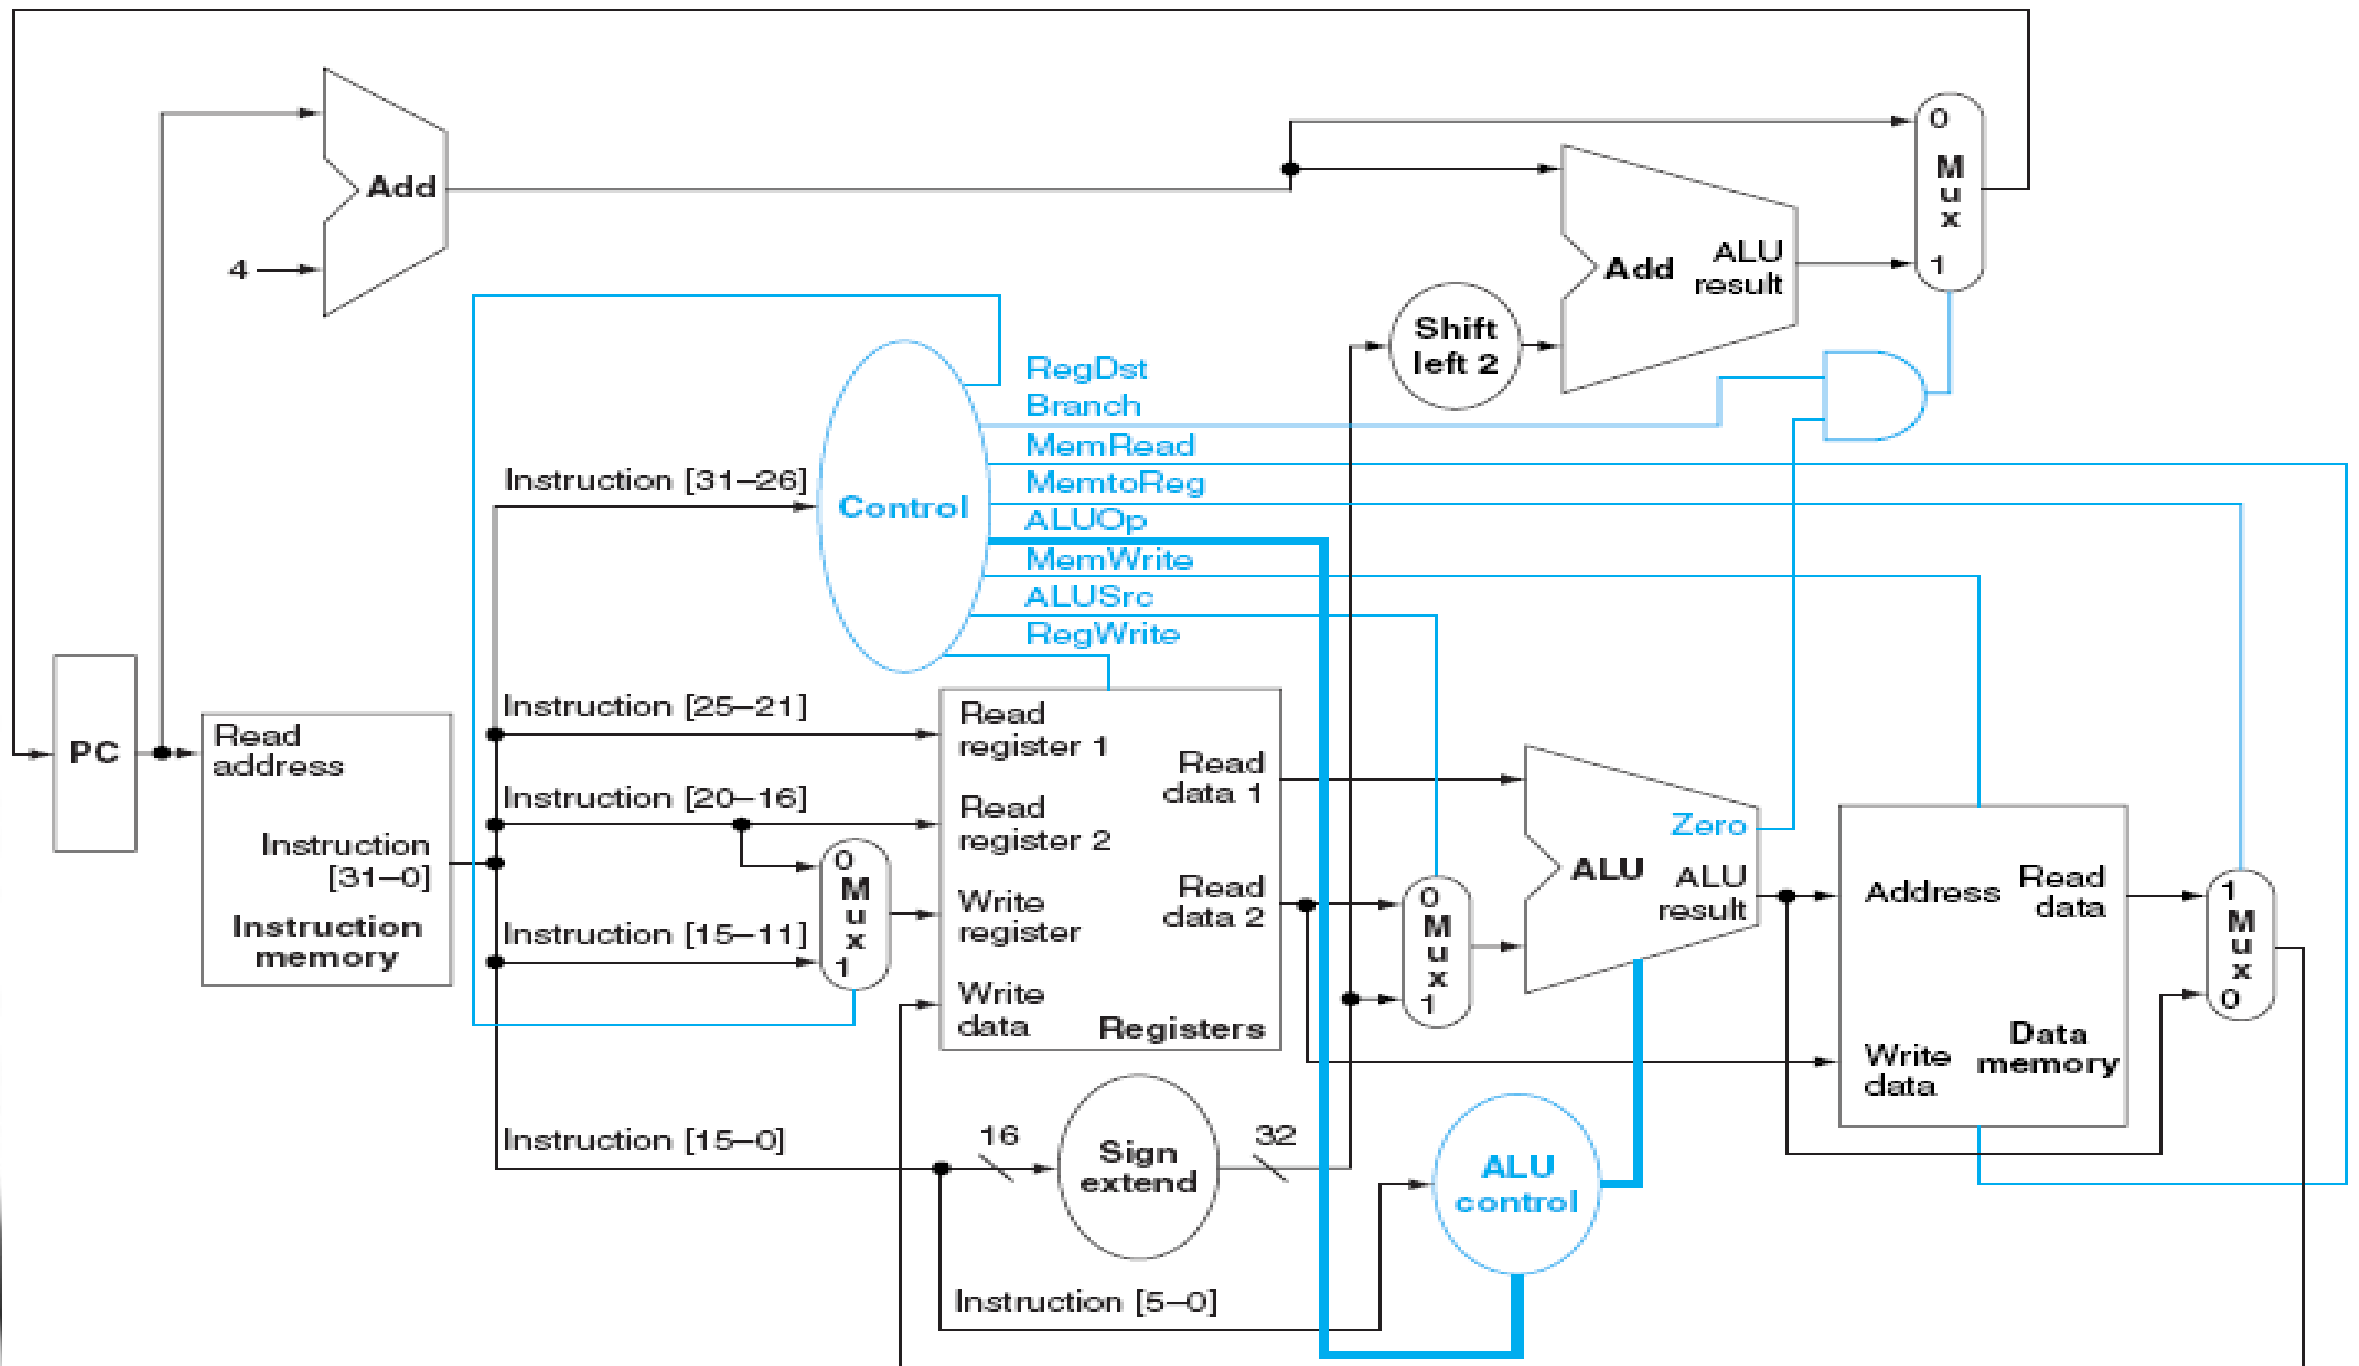 Add
4
0
M
u
x
1
Add
ALU
result
Shift
left 2
RegDst
Branch
MemRead
MemtoReg
ALUOp
MemWrite
ALUSrc
RegWrite
Control
Instruction [31–26]
PC
Read
address
Instruction
[31–0]
Instruction
memory
Instruction [25–21]
Instruction [20–16]
Instruction [15–11]
0
M
u
x
1
Read
register 1
Read
register 2
Write
register
Write
data
Read
data 1
Read
data 2
Registers
0
M
u
x
1
Zero
ALU
ALU
result
Address
Read
data
Write
data
Data
memory
1
M
u
x
0
Instruction [15–0]
16
Sign
extend
32
ALU
control
Instruction [5–0]